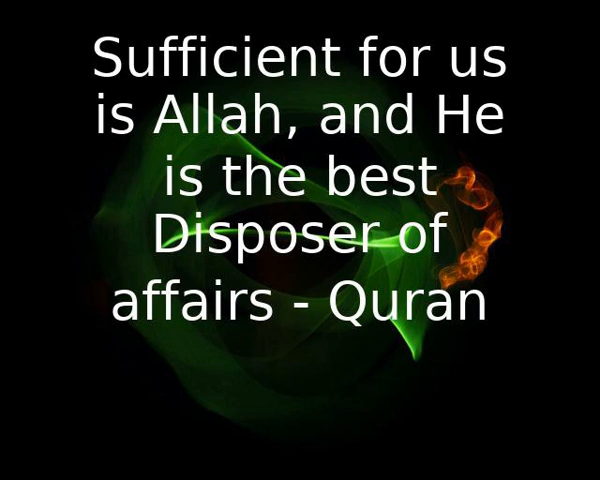 Sufficient for us
is Allah, and He
is the best
Disposer of
affairs - Quran